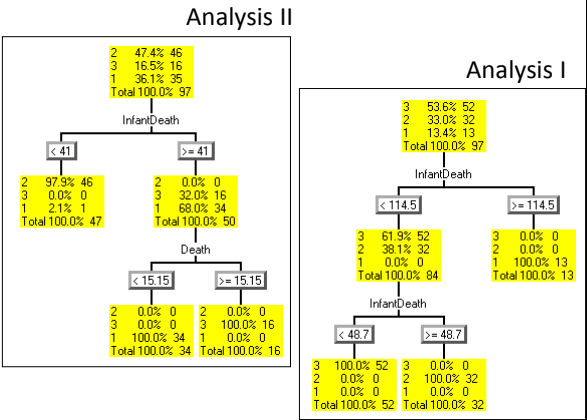 Analysis II
2 47.4% 46
3 16.5% 16
1 36.1% 35
Total 100.0% 97
InfantDeath
< 41
>= 41
2 97.9% 46
3 0.0% 0
1 2.1% 1
Total 100.0% 47
2 0.0% 0
3 32.0% 16
1 68.0% 34
Total 100.0% 50
Death
< 15.15
>= 15.15
2 0.0% 0
3 0.0% 0
1 100.0% 34
Total 100.0% 34
2 0.0% 0
3 100.0% 16
1 0.0% 0
Total 100.0% 16
Analysis I
3 53.6% 52
2 33.0% 32
1 13.4% 13
Total 100.0% 97
InfantDeath
< 114.5
>= 114.5
3 61.9% 52
2 38.1% 32
1 0.0% 0
Total 100.0% 84
3 0.0% 0
2 0.0% 0
1 100.0% 13
Total 100.0% 13
InfantDeath
< 48.7
>= 48.7
3 100.0% 52
2 0.0% 0
1 0.0% 0
Total 100.0% 52
3 0.0% 0
2 100.0% 32
1 0.0% 0
Total 100.0% 32